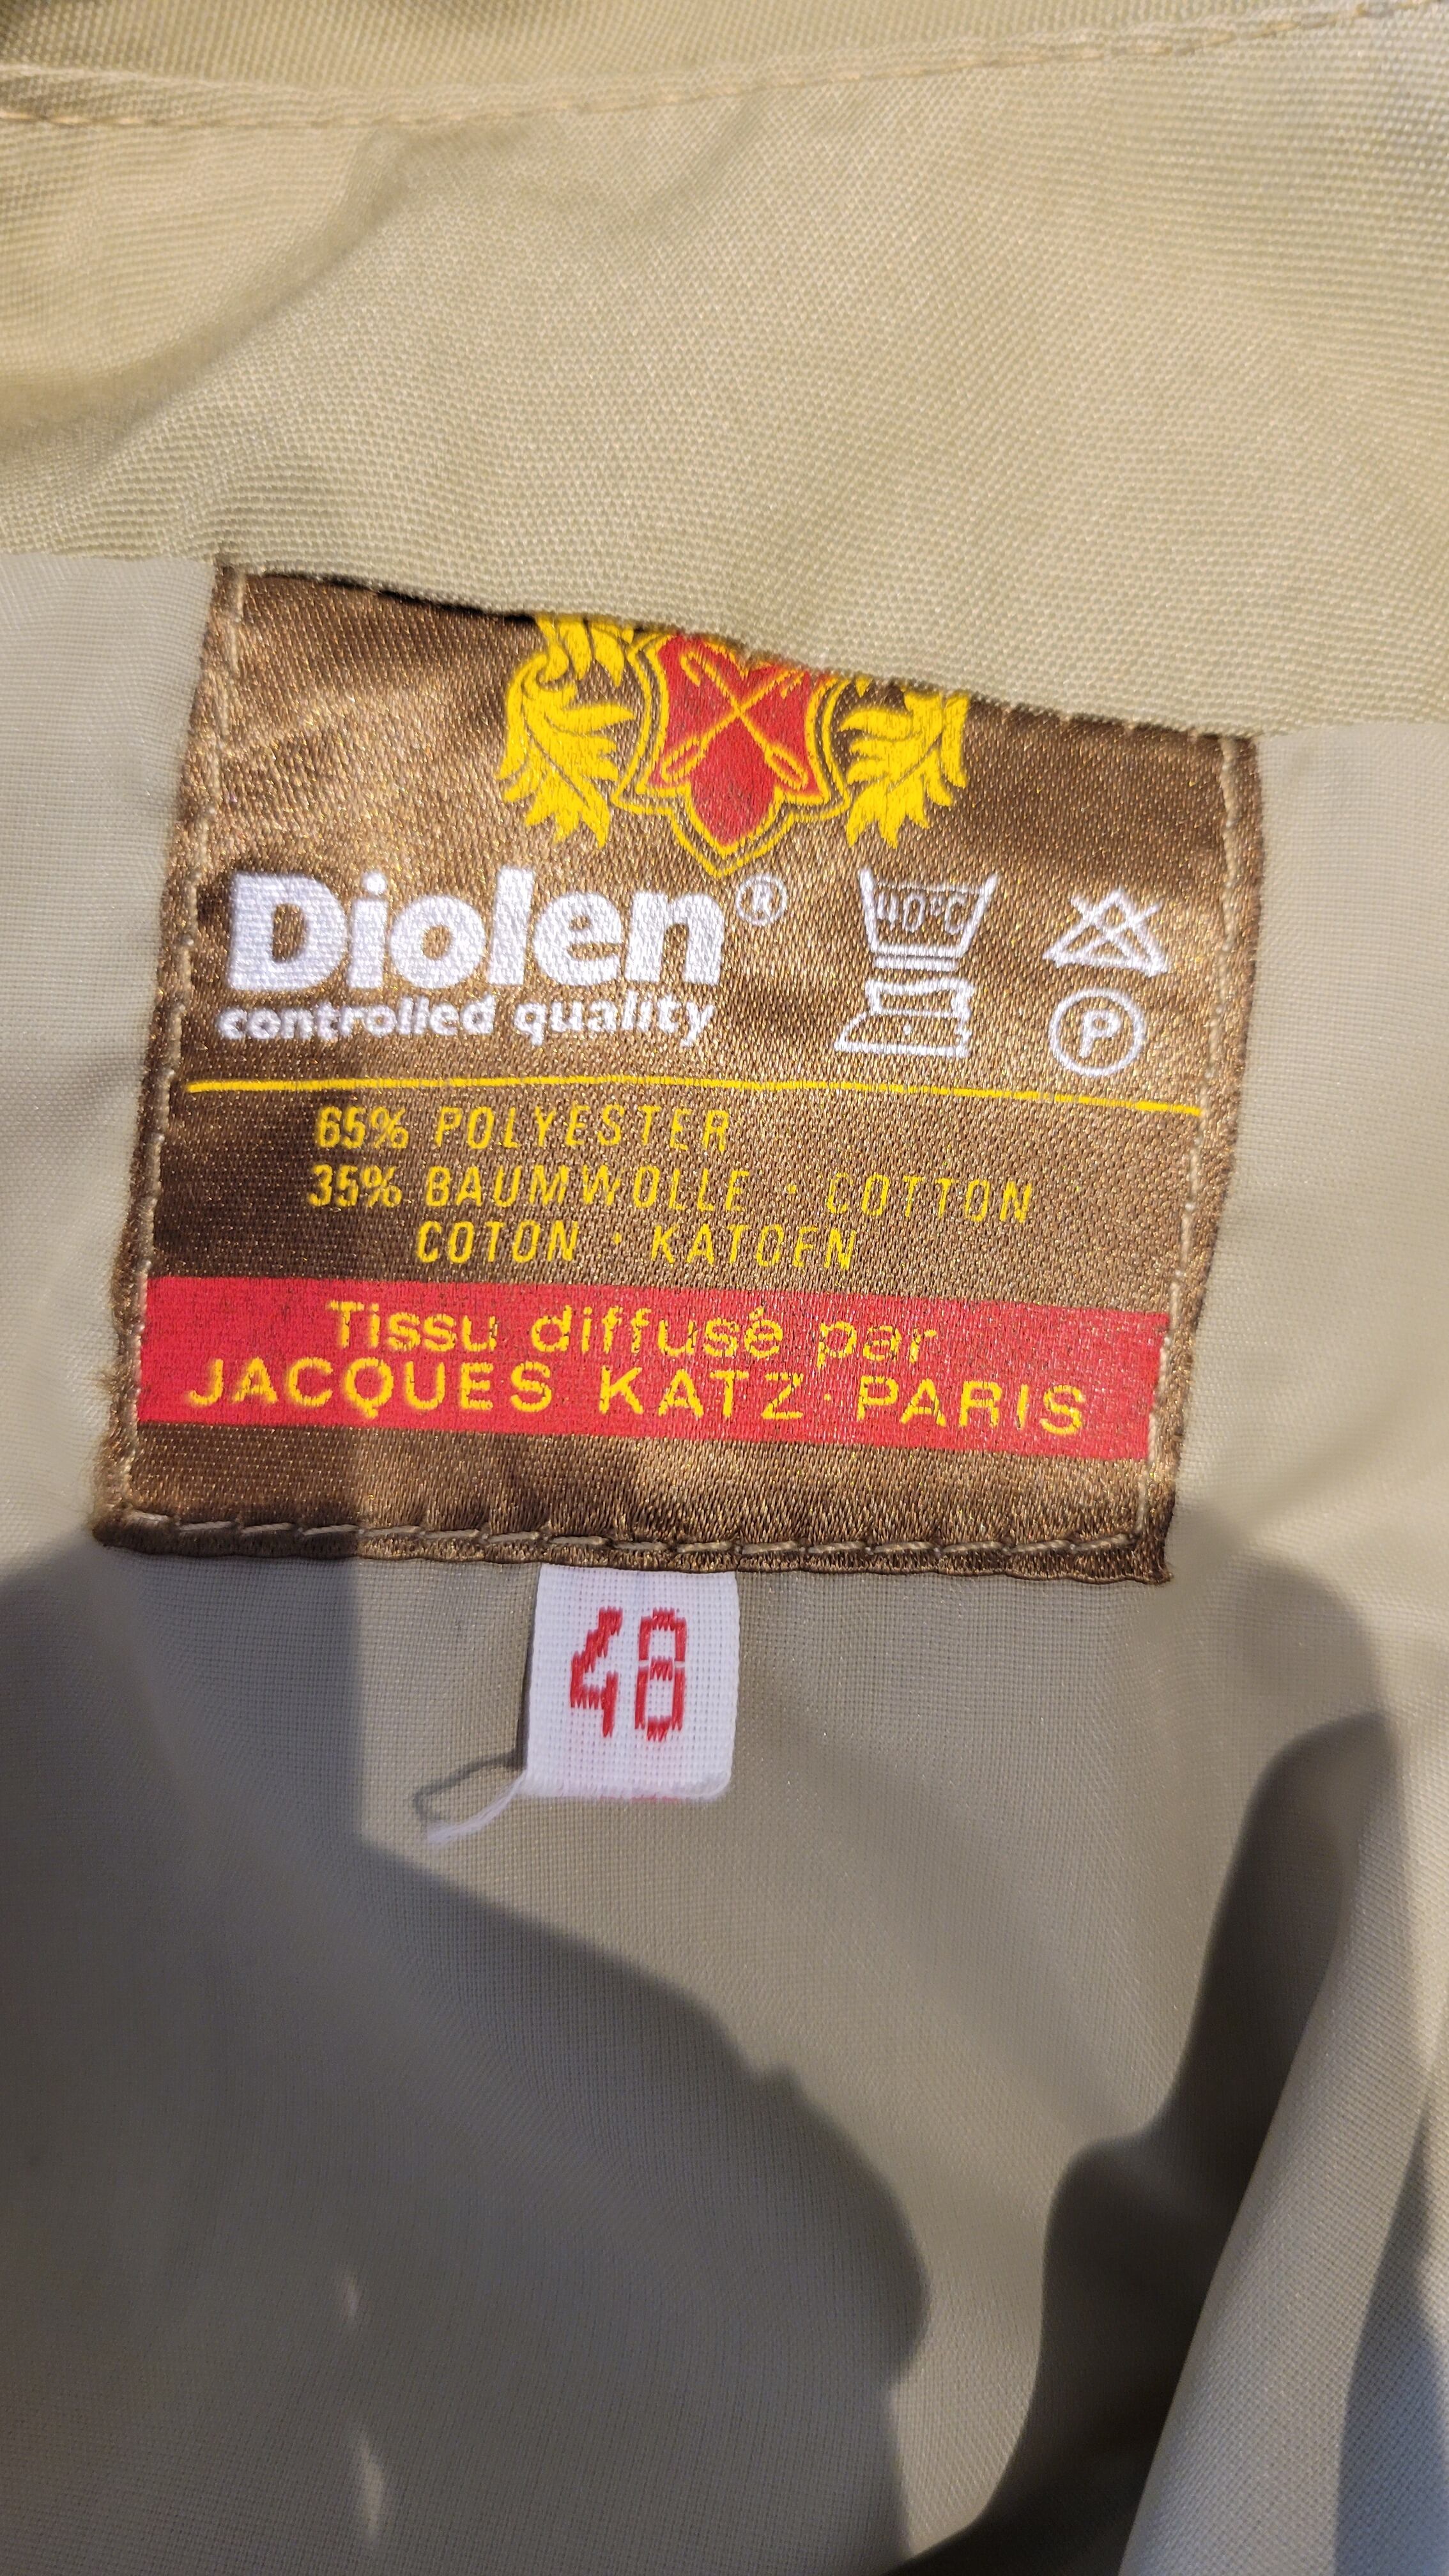 Diolen®
controlled quality
40°C
P
65% POLYESTER
35% BAUMWOLLE · COTTON
COTON · KATOEN
Tissu diffusé par
JACQUES KATZ · PARIS
48